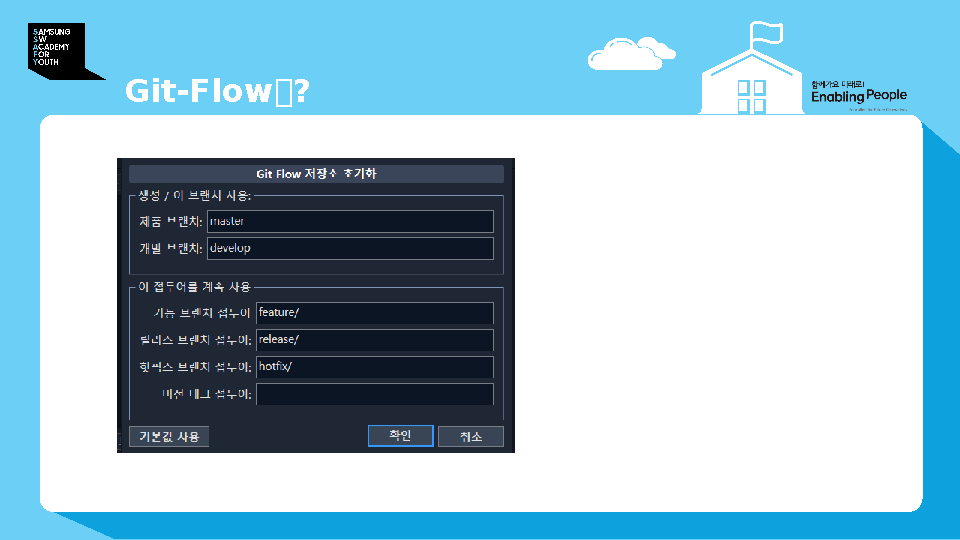 SAMSUNG
SW
ACADEMY
FOR
YOUTH
Git-Flow?
함께가요 미래로!
Enabling People
Git Flow 저장소 초기화
생성 / 이 브랜치 사용:
제품 브랜치: master
개발 브랜치: develop
이 접두어를 계속 사용
기능 브랜치 접두어 feature/
릴리스 브랜치 접두어: release/
핫픽스 브랜치 접두어: hotfix/
버전 태그 접두어:
기본값 사용
확인
취소